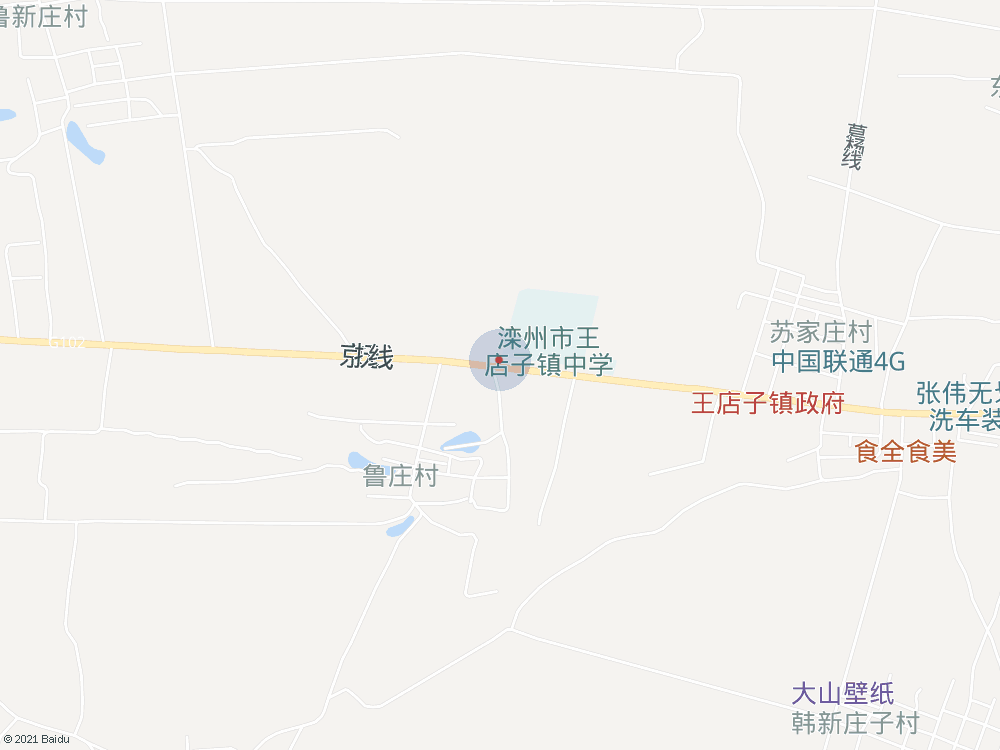 鲁新庄村
线
滦州市王
店子镇中学
G102
京
线
苏家庄村
中国联通4G
王店子镇政府
张伟无
洗车装
食全食美
鲁庄村
大山壁纸
韩新庄子村
© 2021 Baidu